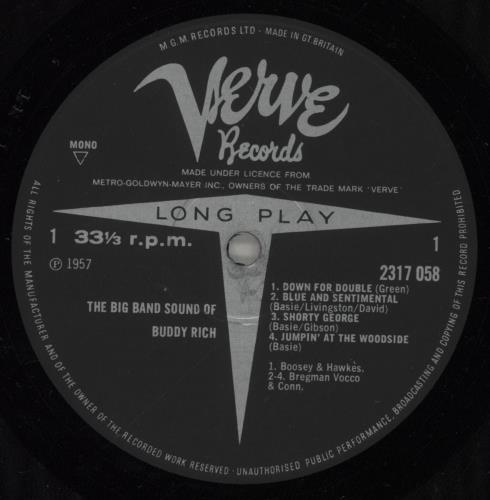 M.G.M. RECORDS LTD - MADE IN GT. BRITAIN
Verve
Records
MONO
MADE UNDER LICENCE FROM
METRO-GOLDWYN-MAYER INC., OWNERS OF THE TRADE MARK 'VERVE'
LONG PLAY
1 33⅓ r.p.m.
1
℗ 1957
2317 058
THE BIG BAND SOUND OF
BUDDY RICH
1. DOWN FOR DOUBLE (Green)
2. BLUE AND SENTIMENTAL
(Basie/Livingston/David)
3. SHORTY GEORGE
(Basie/Gibson)
4. JUMPIN' AT THE WOODSIDE
(Basie)
1. Boosey & Hawkes.
2-4. Bregman Vocco
& Conn.
ALL RIGHTS OF THE MANUFACTURER AND OF THE OWNER OF THE RECORDED WORK RESERVED · UNAUTHORISED PUBLIC PERFORMANCE, BROADCASTING AND COPYING OF THIS RECORD PROHIBITED